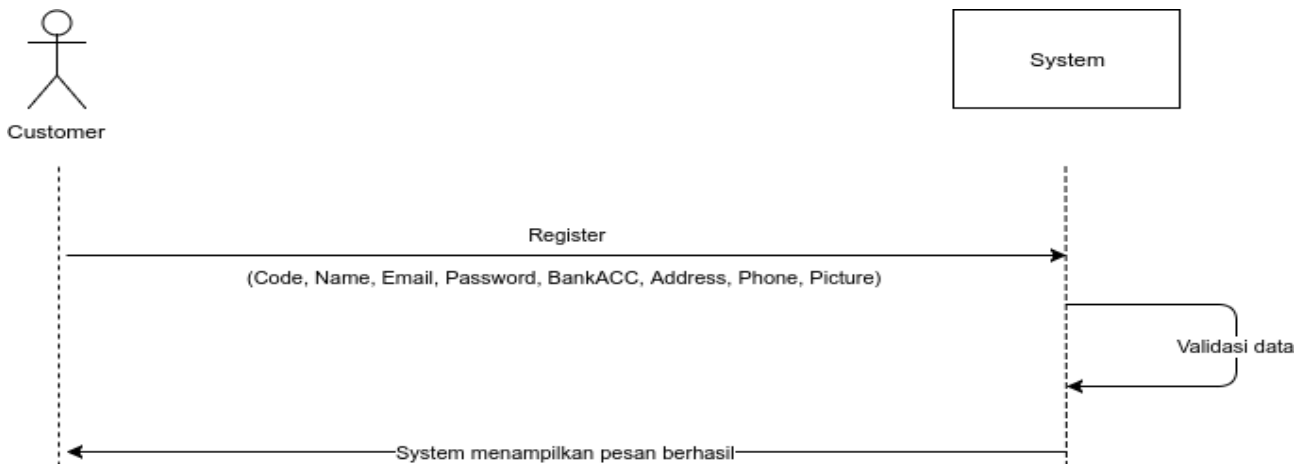 System
Customer
Register
(Code, Name, Email, Password, BankACC, Address, Phone, Picture)
Validasi data
System menampilkan pesan berhasil